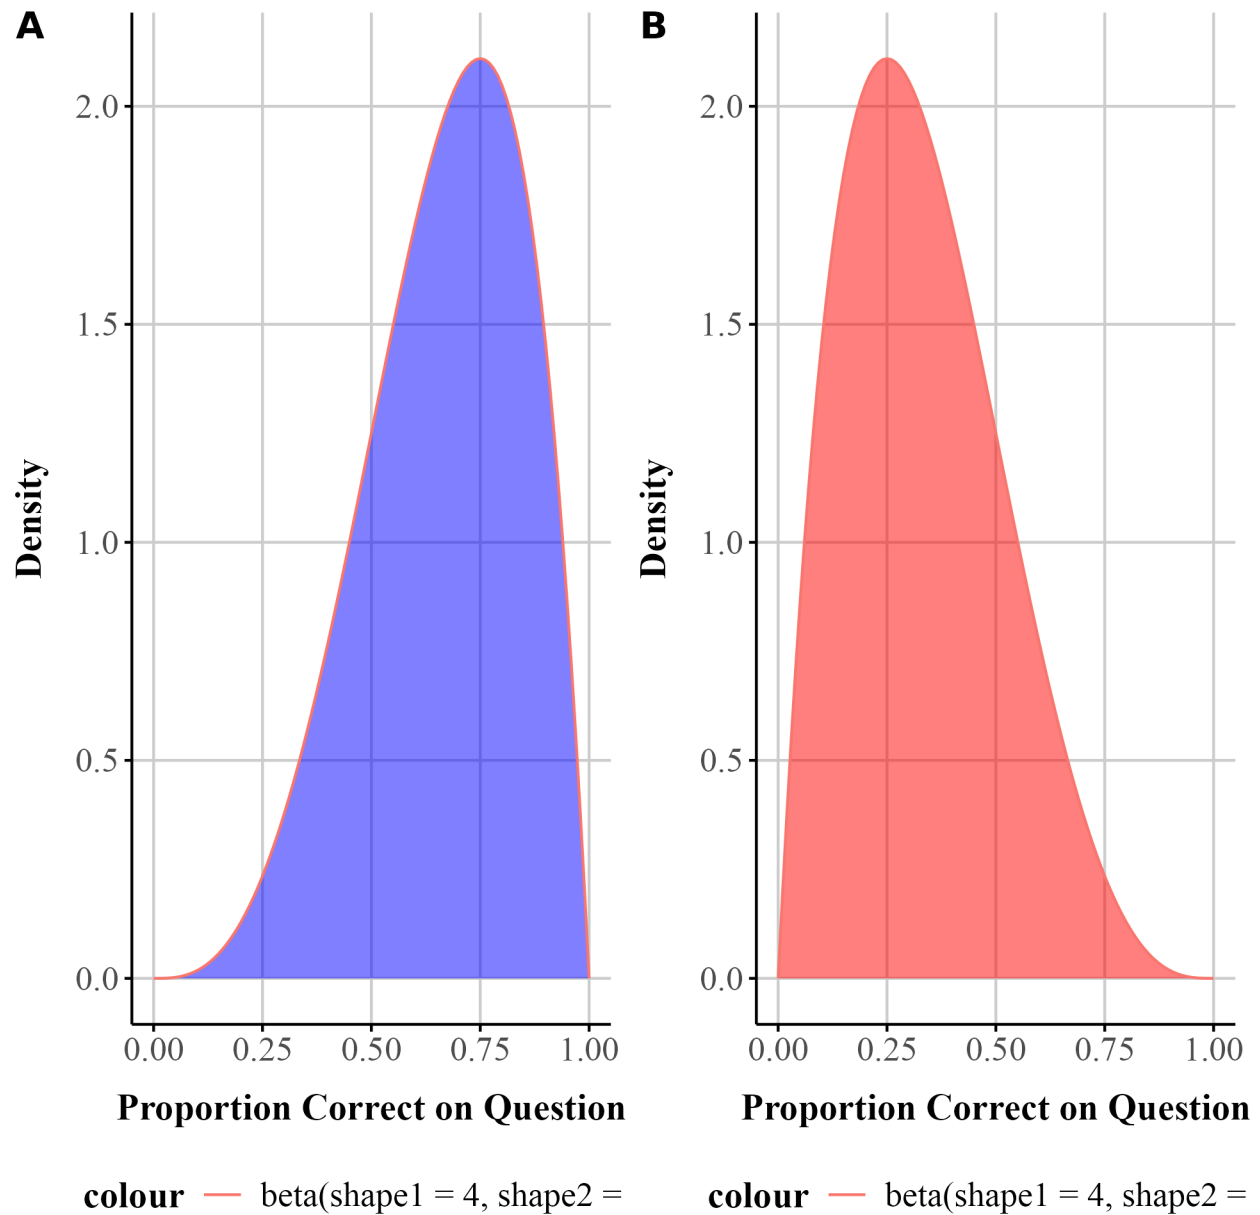 A
Density
2.0
1.5
1.0
0.5
0.0
0.00 0.25 0.50 0.75 1.00
Proportion Correct on Question
colour beta(shape1 = 4, shape2 =
B
Density
2.0
1.5
1.0
0.5
0.0
0.00 0.25 0.50 0.75 1.00
Proportion Correct on Question
colour beta(shape1 = 4, shape2 =